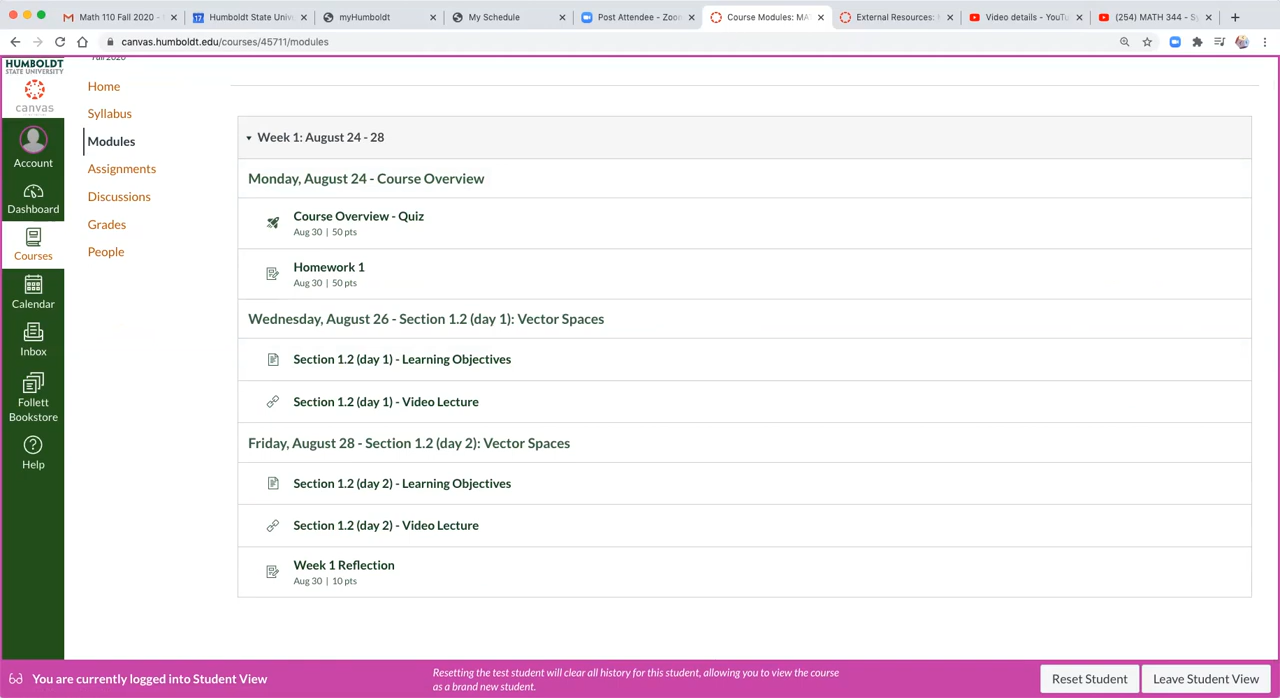 Math 110 Fall 2020 -
Humboldt State Unive
myHumboldt
My Schedule
Post Attendee - Zoom
Course Modules: MA
External Resources:
Video details - YouTu
(254) MATH 344 - Sy
canvas.humboldt.edu/courses/45711/modules
HUMBOLDT
STATE UNIVERSITY
canvas
Account
Dashboard
Courses
Calendar
Inbox
Follett
Bookstore
Help
Fall 2020
Home
Syllabus
Modules
Assignments
Discussions
Grades
People
Week 1: August 24 - 28
Monday, August 24 - Course Overview
Course Overview - Quiz
Aug 30 | 50 pts
Homework 1
Aug 30 | 50 pts
Wednesday, August 26 - Section 1.2 (day 1): Vector Spaces
Section 1.2 (day 1) - Learning Objectives
Section 1.2 (day 1) - Video Lecture
Friday, August 28 - Section 1.2 (day 2): Vector Spaces
Section 1.2 (day 2) - Learning Objectives
Section 1.2 (day 2) - Video Lecture
Week 1 Reflection
Aug 30 | 10 pts
You are currently logged into Student View
Resetting the test student will clear all history for this student, allowing you to view the course
as a brand new student.
Reset Student
Leave Student View